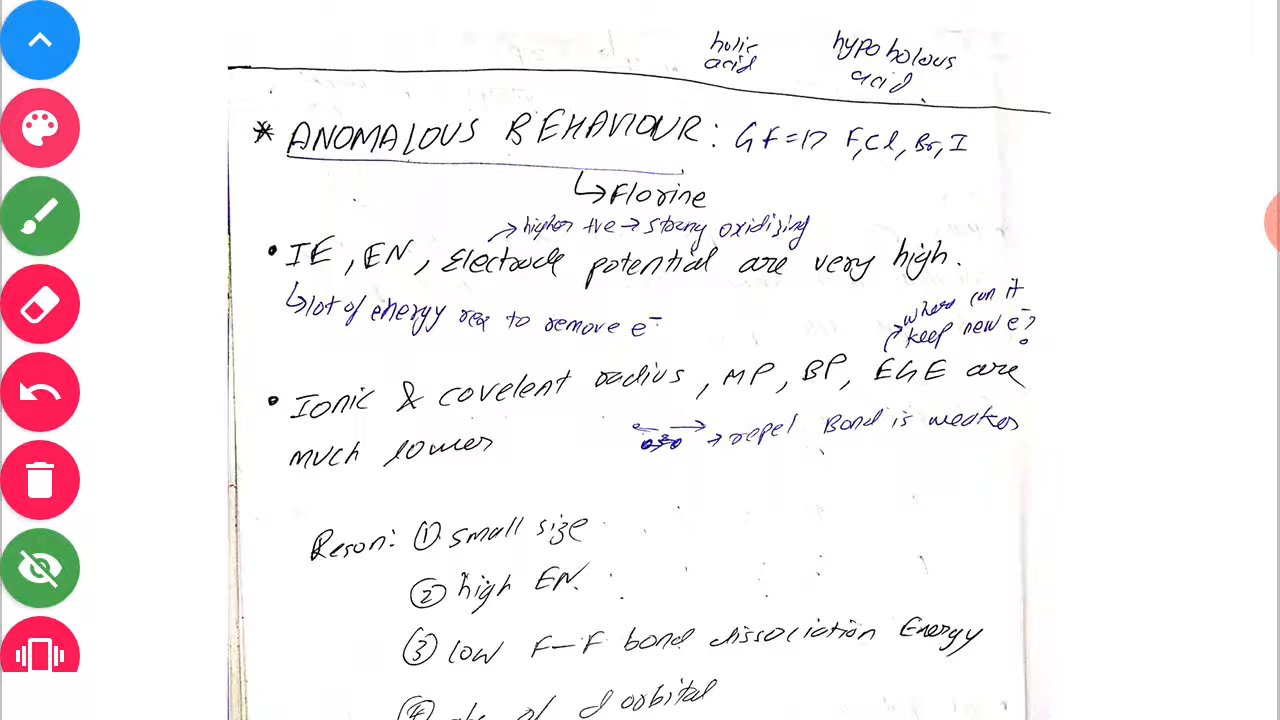 halic hypohalous
acid acid
* ANOMALOUS BEHAVIOUR: G F=17 F, Cl, Br, I
↳Florine
→ higher +ve → strong oxidizing
• IE, EN, Electrode potential are very high.
↳lot of energy req to remove e⁻
where can it
keep new e⁻?
• Ionic & covelent radius, MP, BP, EGE are
→ repel Bond is weaker
much lower
Reson: ① small size
② high EN.
③ low F–F bond dissociation Energy
of d orbital